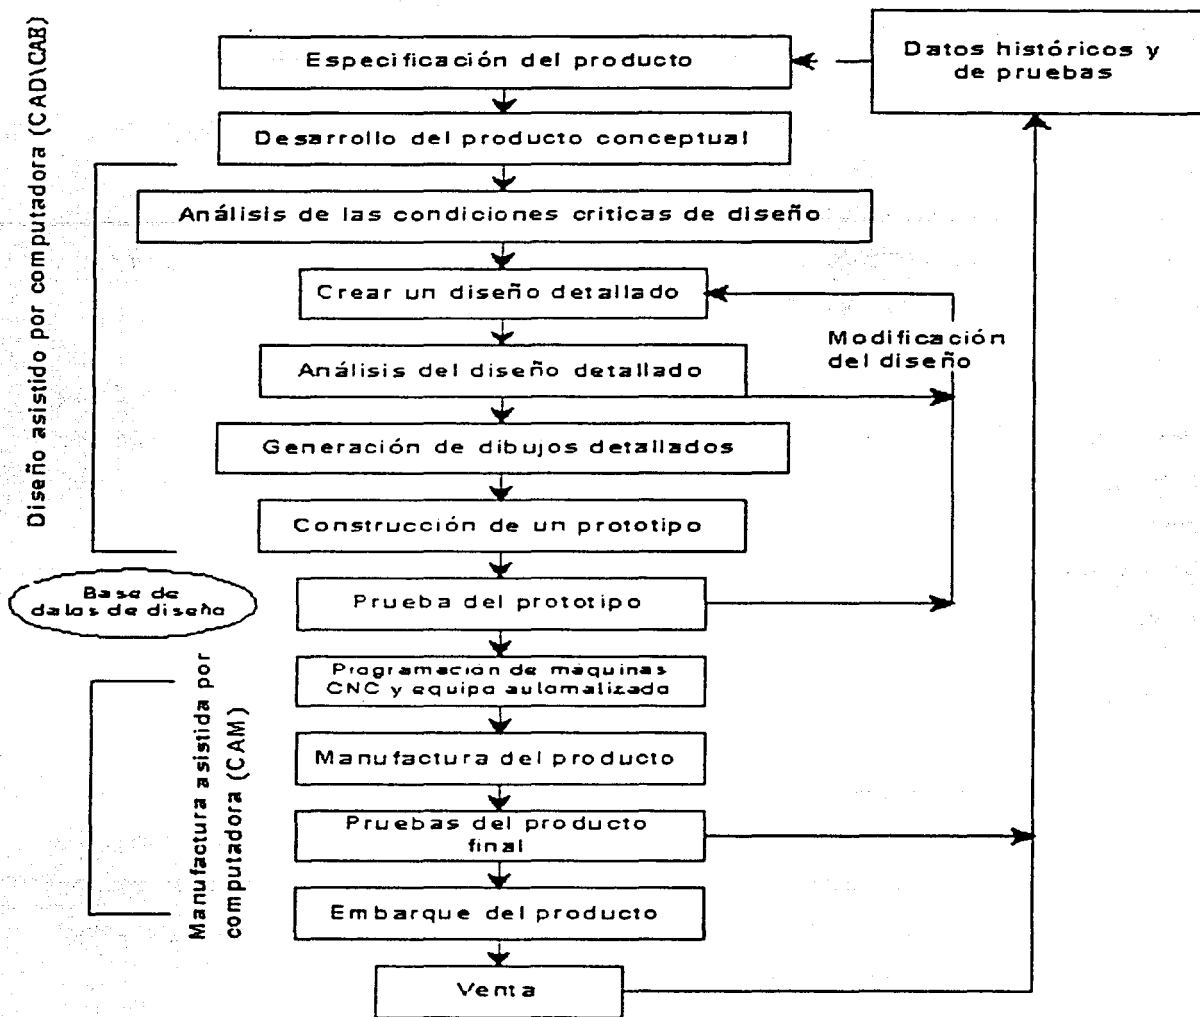 Diseño asistido por computadora (CAD\CAE)
Especificación del producto
Datos históricos y
de pruebas
Desarrollo del producto conceptual
Análisis de las condiciones criticas de diseño
Crear un diseño detallado
Modificación
del diseño
Análisis del diseño detallado
Generación de dibujos detallados
Construcción de un prototipo
Base de
datos de diseño
Prueba del prototipo
Manufactura asistida por
computadora (CAM)
Programación de maquinas
CNC y equipo automatizado
Manufactura del producto
Pruebas del producto
final
Embarque del producto
Venta